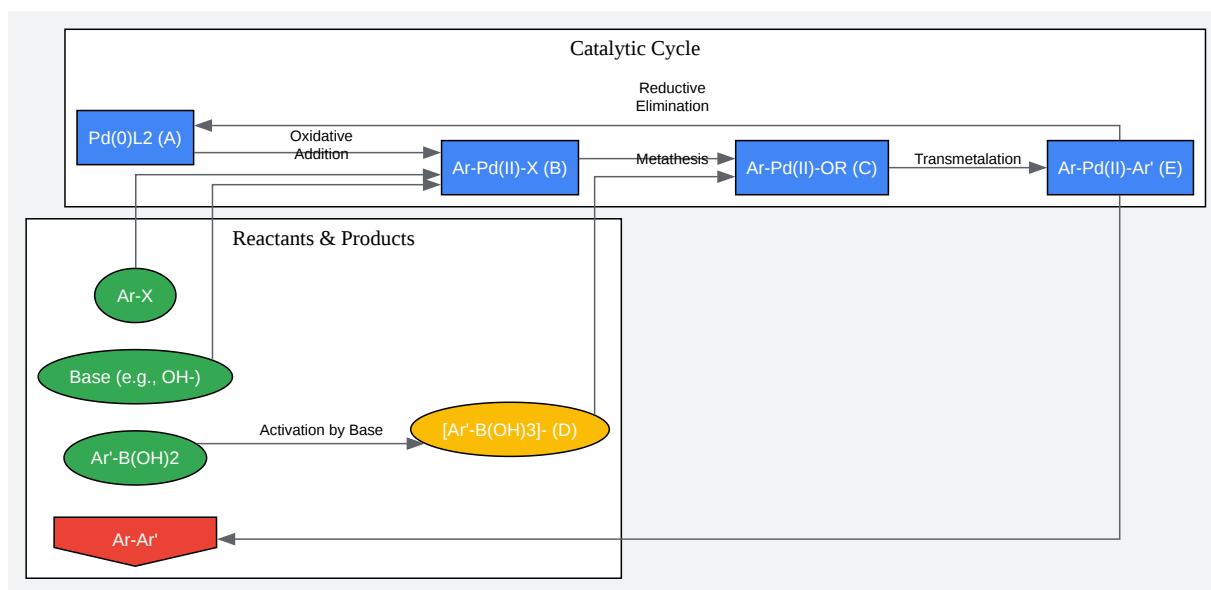 Catalytic Cycle
Reductive
Elimination
Pd(0)L2 (A)
Oxidative
Addition
Ar-Pd(II)-X (B)
Metathesis
Ar-Pd(II)-OR (C)
Transmetalation
Ar-Pd(II)-Ar' (E)
Reactants & Products
Ar-X
Base (e.g., OH-)
Ar'-B(OH)2
Activation by Base
[Ar'-B(OH)3]- (D)
Ar-Ar'